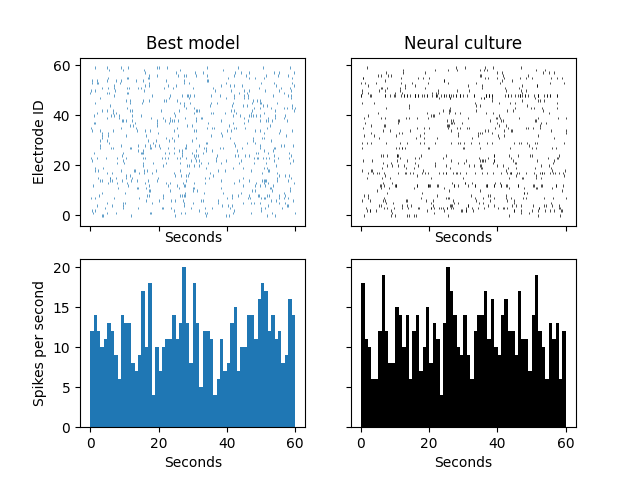 Best model
Neural culture
Electrode ID
60
40
20
0
Seconds
Seconds
Spikes per second
20
15
10
5
0
0 20 40 60
0 20 40 60
Seconds
Seconds